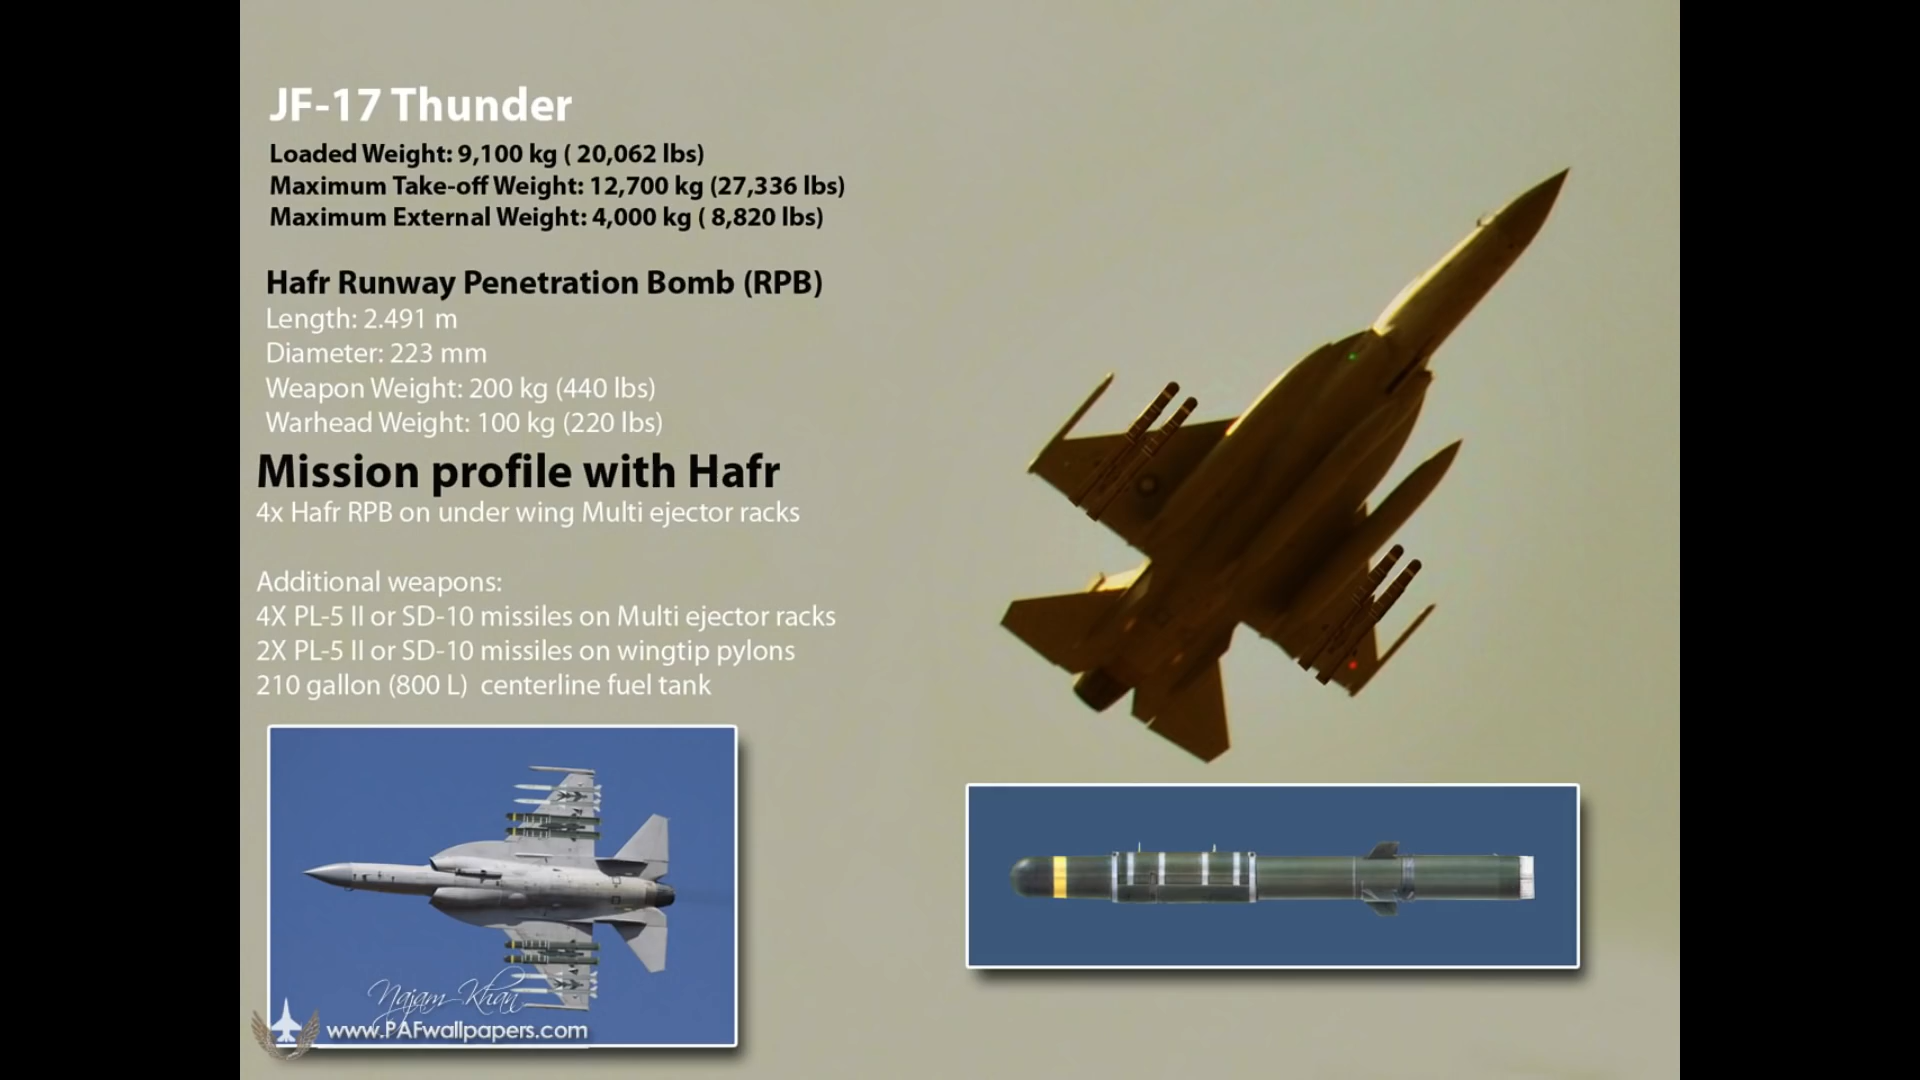 JF-17 Thunder
Loaded Weight: 9,100 kg ( 20,062 lbs)
Maximum Take-off Weight: 12,700 kg (27,336 lbs)
Maximum External Weight: 4,000 kg ( 8,820 lbs)
Hafr Runway Penetration Bomb (RPB)
Length: 2.491 m
Diameter: 223 mm
Weapon Weight: 200 kg (440 lbs)
Warhead Weight: 100 kg (220 lbs)
Mission profile with Hafr
4x Hafr RPB on under wing Multi ejector racks
Additional weapons:
4X PL-5 II or SD-10 missiles on Multi ejector racks
2X PL-5 II or SD-10 missiles on wingtip pylons
210 gallon (800 L)  centerline fuel tank
Najam Khan
www.PAFwallpapers.com